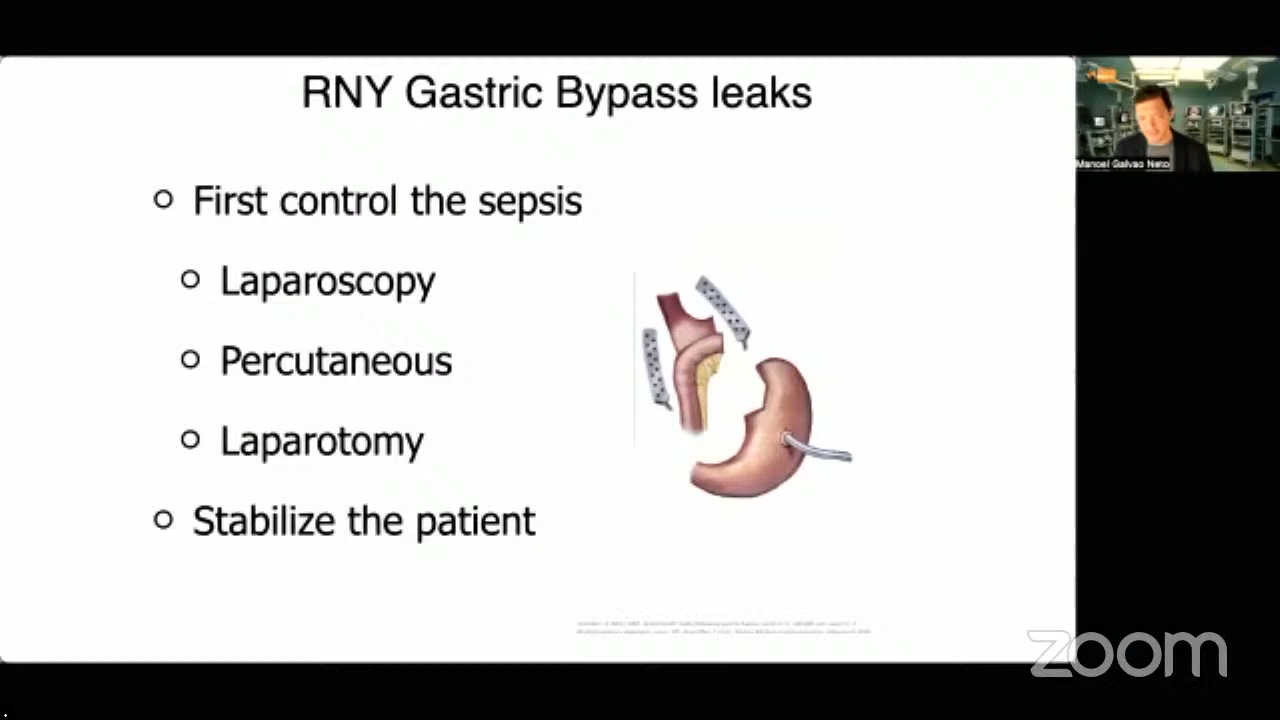 RNY Gastric Bypass leaks
First control the sepsis
Laparoscopy
Percutaneous
Laparotomy
Stabilize the patient
Manoel Galvao Neto
zoom